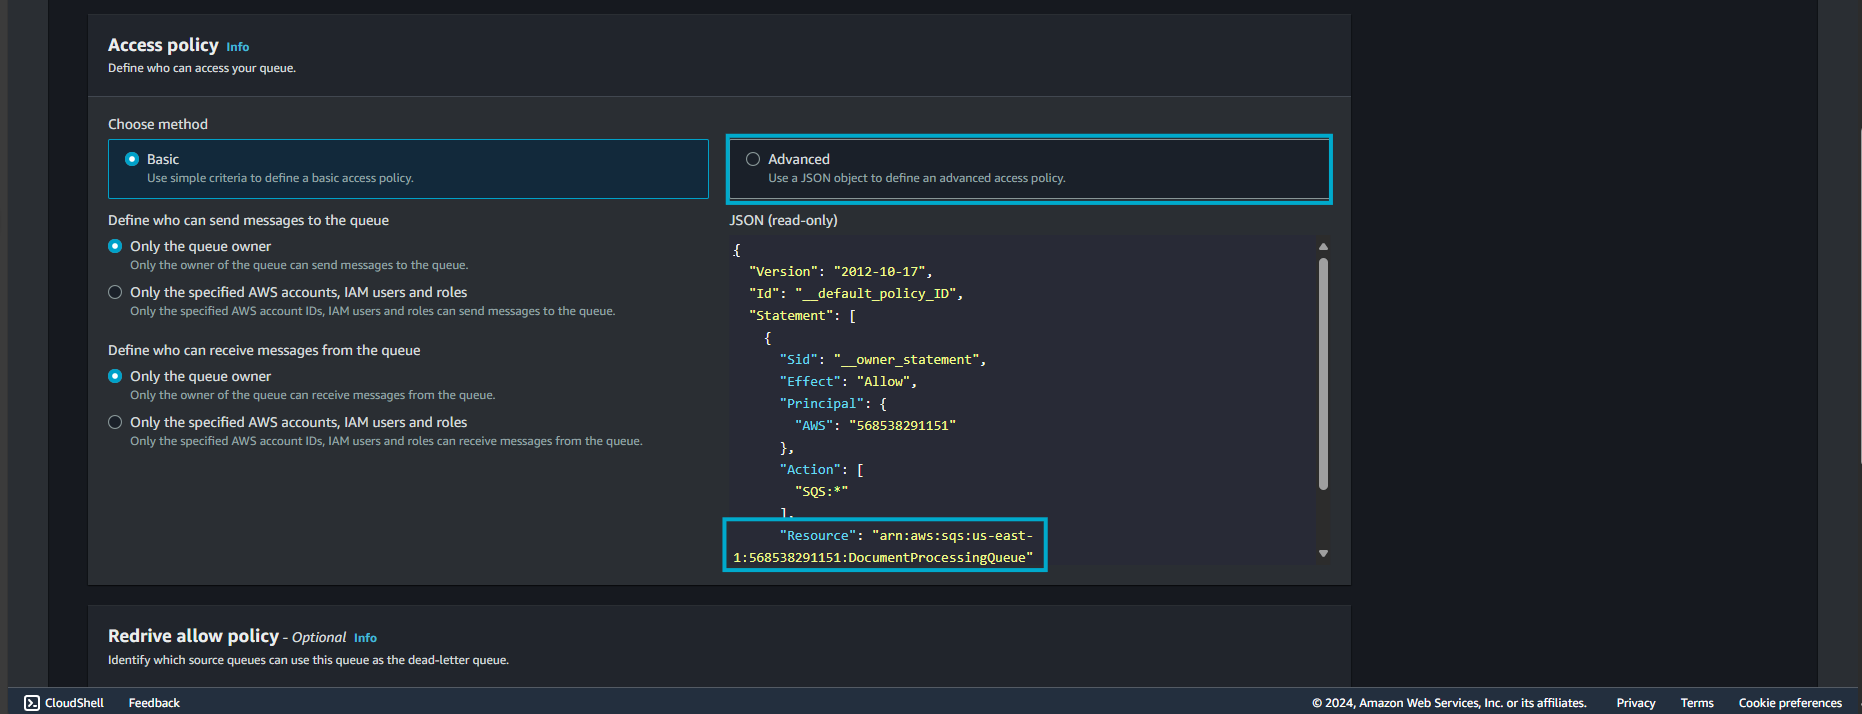 Access policy Info
Define who can access your queue.
Choose method
Basic
Use simple criteria to define a basic access policy.
Advanced
Use a JSON object to define an advanced access policy.
Define who can send messages to the queue
Only the queue owner
Only the owner of the queue can send messages to the queue.
Only the specified AWS accounts, IAM users and roles
Only the specified AWS account IDs, IAM users and roles can send messages to the queue.
Define who can receive messages from the queue
Only the queue owner
Only the owner of the queue can receive messages from the queue.
Only the specified AWS accounts, IAM users and roles
Only the specified AWS account IDs, IAM users and roles can receive messages from the queue.
JSON (read-only)
{
"Version": "2012-10-17",
"Id": "__default_policy_ID",
"Statement": [
{
"Sid": "__owner_statement",
"Effect": "Allow",
"Principal": {
"AWS": "568538291151"
},
"Action": [
"SQS:*"
],
"Resource": "arn:aws:sqs:us-east-
1:568538291151:DocumentProcessingQueue"
Redrive allow policy - Optional Info
Identify which source queues can use this queue as the dead-letter queue.
CloudShell Feedback © 2024, Amazon Web Services, Inc. or its affiliates. Privacy Terms Cookie preferences